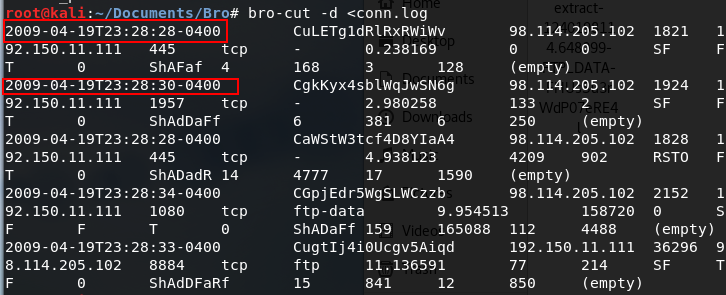 root@kali:~/Documents/Bro# bro-cut -d <conn.log
2009-04-19T23:28:28-0400 CuLETg1dRlRxRWiWv 98.114.205.102 1821 1
92.150.11.111 445 tcp - 0.238169 0 0 SF F
T 0 ShAFaf 4 168 3 128 (empty)
2009-04-19T23:28:30-0400 CgkKyx4sblWqJwSN6g 98.114.205.102 1924 1
92.150.11.111 1957 tcp - 2.980258 133 2 SF F
T 0 ShAdDaFf 6 381 6 250 (empty)
2009-04-19T23:28:28-0400 CaWStW3tcf4D8YIaA4 98.114.205.102 1828 1
92.150.11.111 445 tcp - 4.938123 4209 902 RSTO F
T 0 ShADadR 14 4777 17 1590 (empty)
2009-04-19T23:28:34-0400 CGpjEdr5WgSLWCzzb 98.114.205.102 2152 1
92.150.11.111 1080 tcp ftp-data 9.954513 158720 0 S
F F T 0 ShADaFf 159 165088 112 4488 (empty)
2009-04-19T23:28:33-0400 CugtIj4i0Ucgv5Aiqd 192.150.11.111 36296 9
8.114.205.102 8884 tcp ftp 11.136591 77 214 SF T
F 0 ShAdDFaRf 15 841 12 850 (empty)
Home
extract-
Documents
Downloads